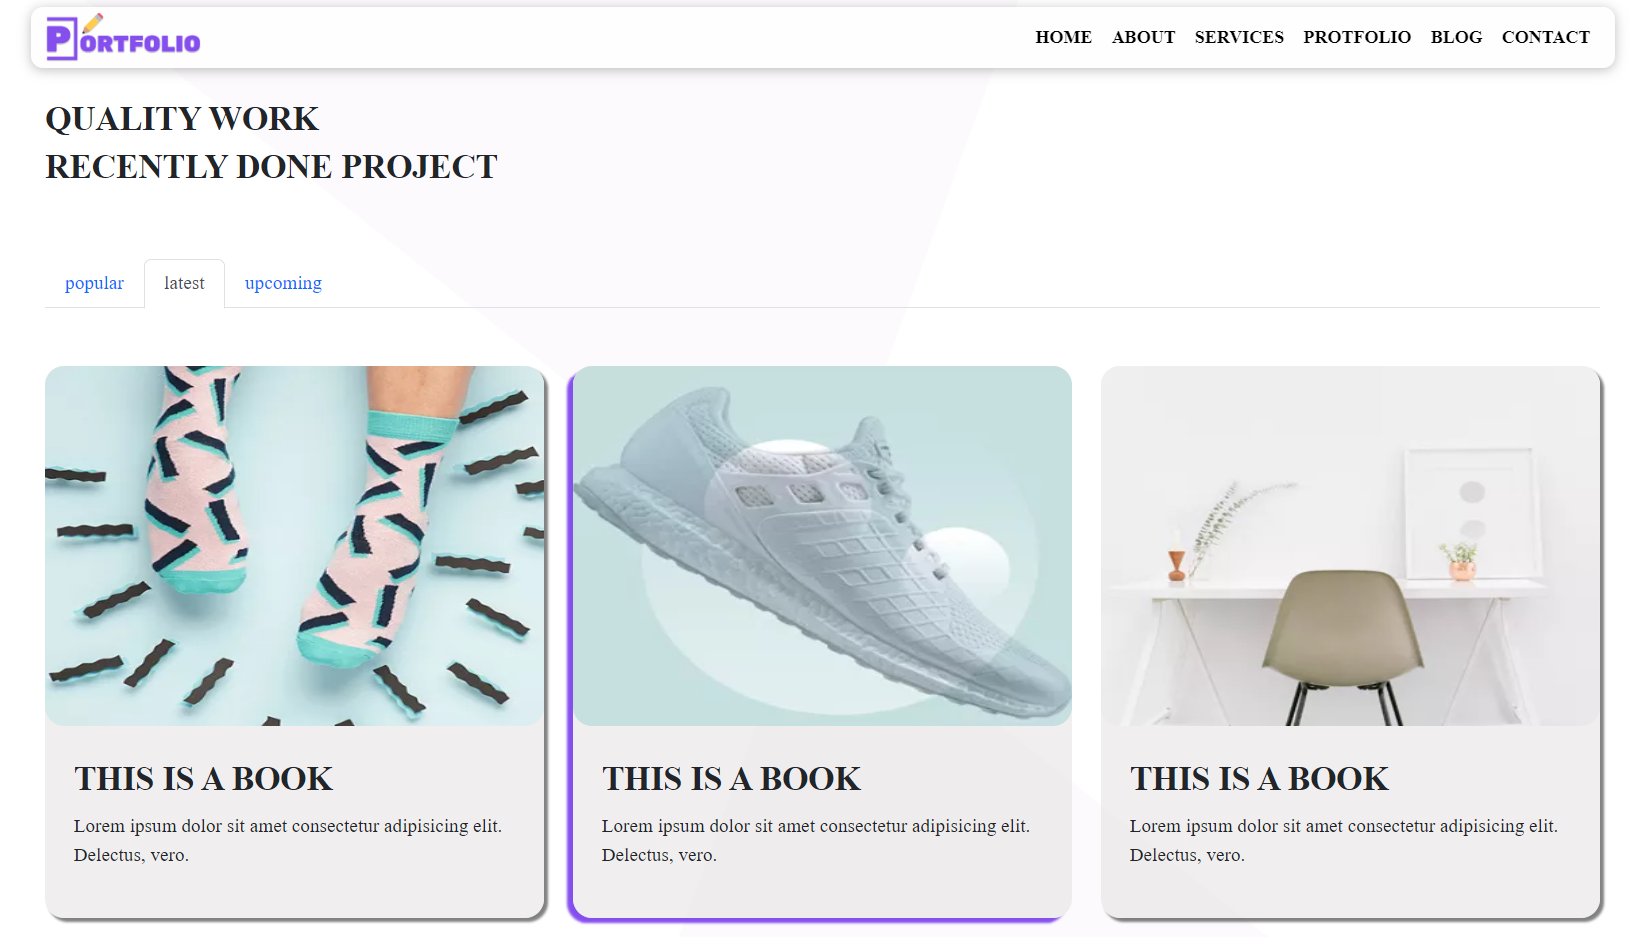 PORTFOLIO
HOME ABOUT SERVICES PROTFOLIO BLOG CONTACT
QUALITY WORK
RECENTLY DONE PROJECT
popular latest upcoming
THIS IS A BOOK
Lorem ipsum dolor sit amet consectetur adipisicing elit.
Delectus, vero.
THIS IS A BOOK
Lorem ipsum dolor sit amet consectetur adipisicing elit.
Delectus, vero.
THIS IS A BOOK
Lorem ipsum dolor sit amet consectetur adipisicing elit.
Delectus, vero.